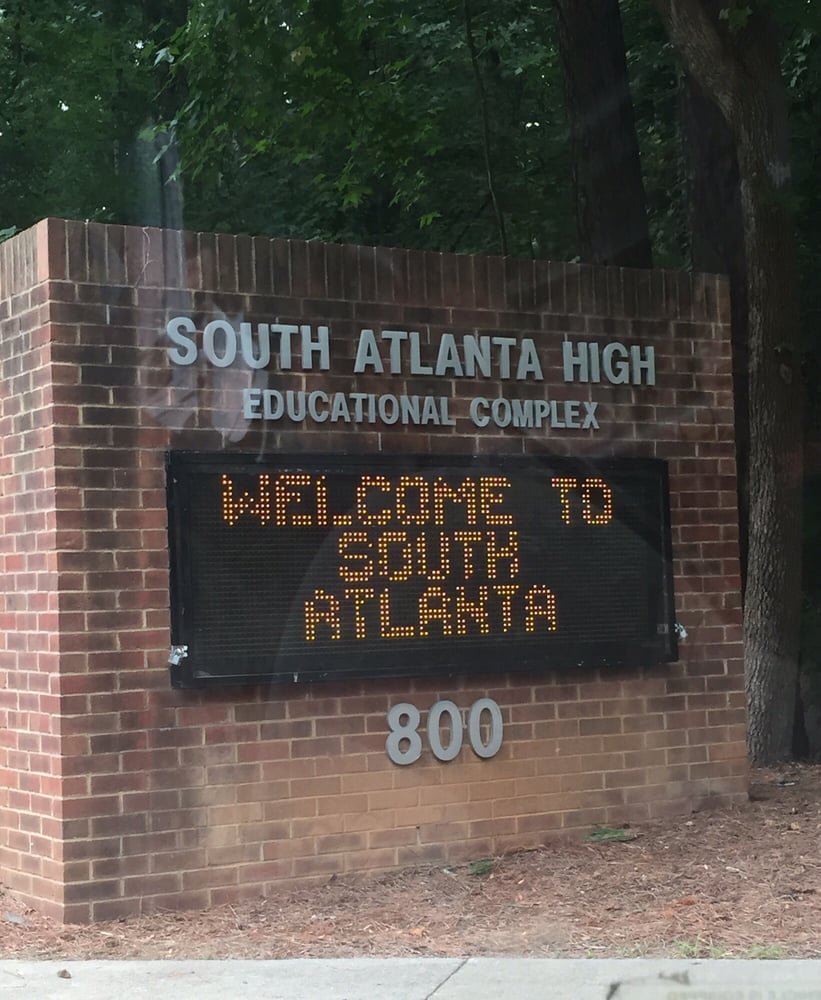 SOUTH ATLANTA HIGH
EDUCATIONAL COMPLEX
WELCOME TO
SOUTH
ATLANTA
800